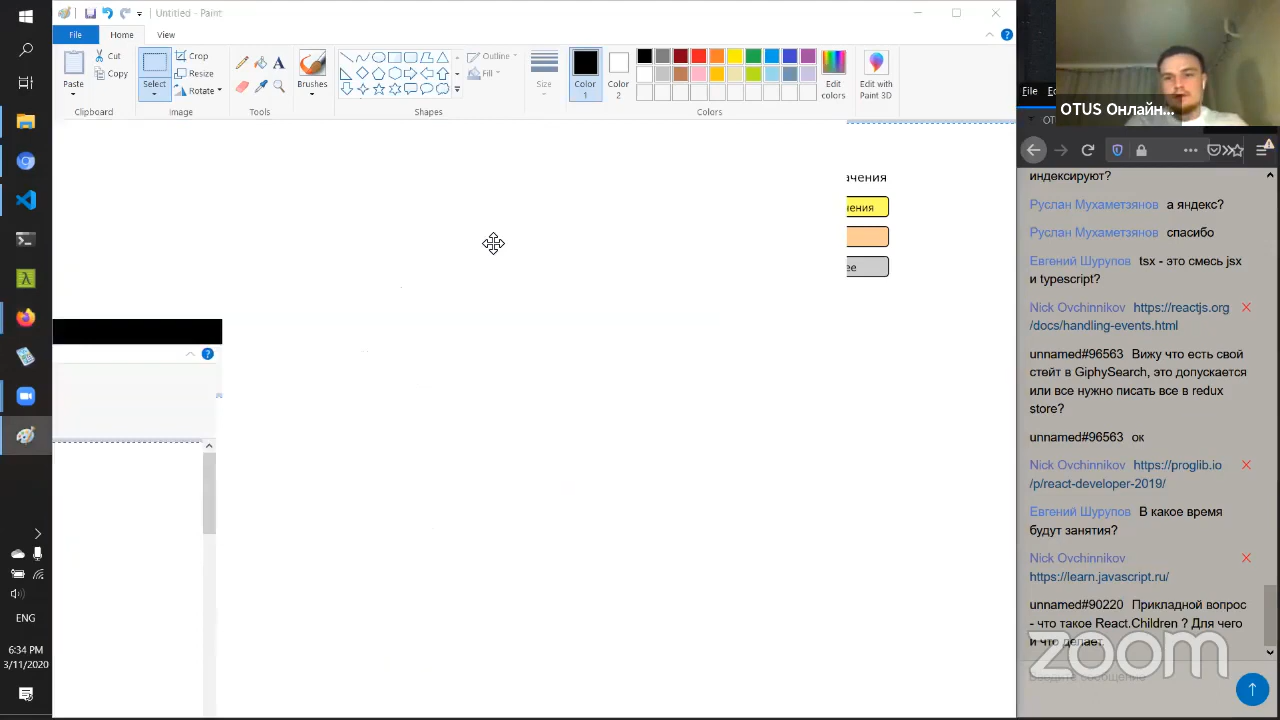 Untitled - Paint
File
Home
View
Paste
Cut
Copy
Clipboard
Select
Crop
Resize
Rotate
Image
A
Tools
Brushes
Outline
Fill
Shapes
Size
Color
1
Color
2
Colors
Edit
colors
Edit with
Paint 3D
ачения
чения
ее
ENG
6:34 PM
3/11/2020
File
OTUS Онлайн...
индексируют?
Руслан Мухаметзянов а яндекс?
Руслан Мухаметзянов спасибо
Евгений Шурупов tsx - это смесь jsx
и typescript?
Nick Ovchinnikov https://reactjs.org
/docs/handling-events.html
unnamed#96563 Вижу что есть свой
стейт в GiphySearch, это допускается
или все нужно писать все в redux
store?
unnamed#96563 ок
Nick Ovchinnikov https://proglib.io
/p/react-developer-2019/
Евгений Шурупов В какое время
будут занятия?
Nick Ovchinnikov
https://learn.javascript.ru/
unnamed#90220 Прикладной вопрос
- что такое React.Children ? Для чего
и что делает.
zoom
Введите сообщение